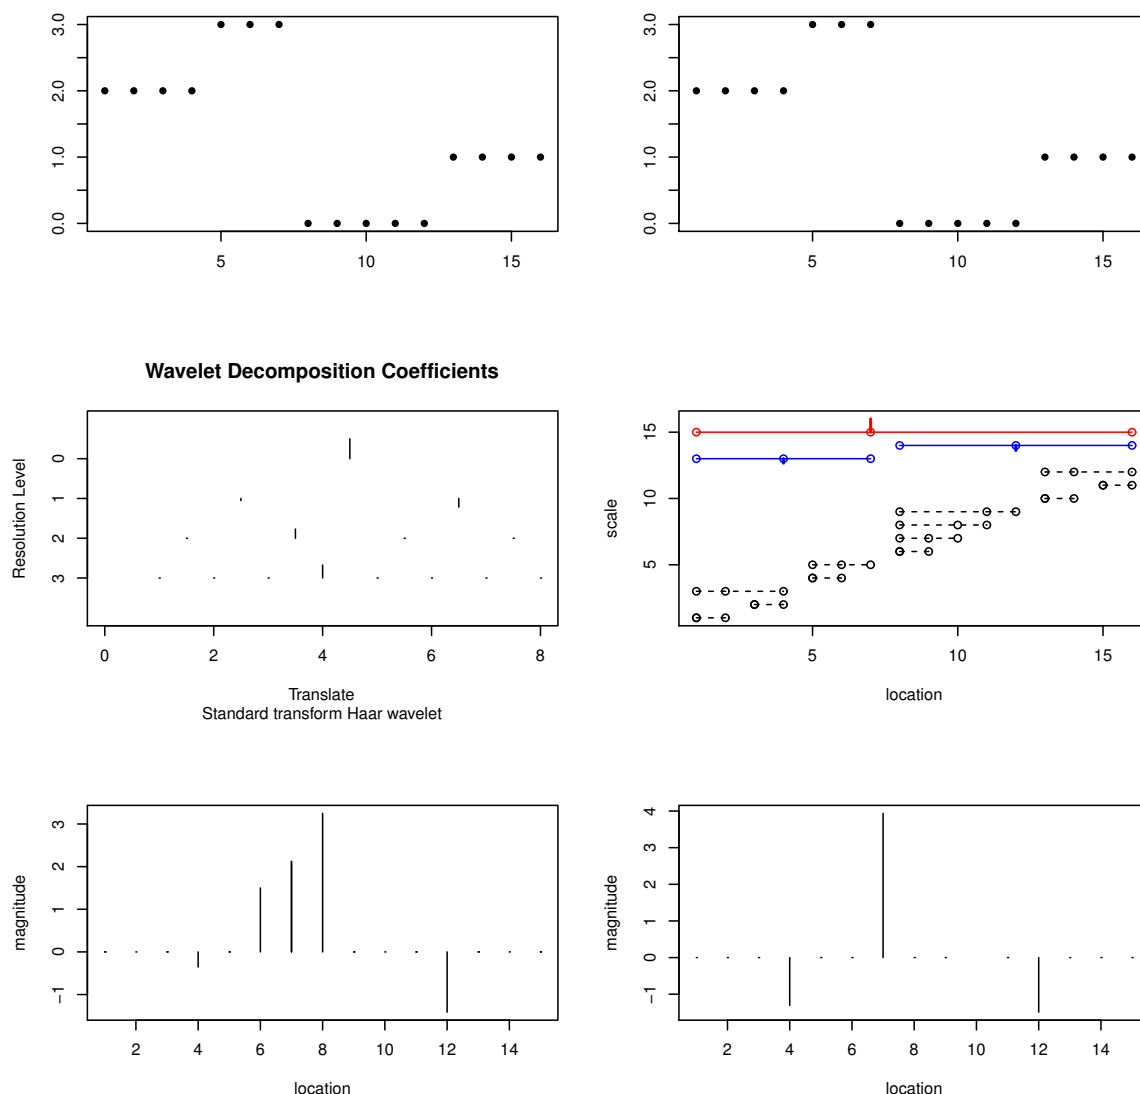 3.0
2.0
1.0
0.0
5 10 15
3.0
2.0
1.0
0.0
5 10 15
Wavelet Decomposition Coefficients
Resolution Level
0
1
2
3
0 2 4 6 8
Translate
Standard transform Haar wavelet
scale
15
10
5
5 10 15
location
magnitude
3
2
1
0
−1
2 4 6 8 10 12 14
location
magnitude
4
3
2
1
0
−1
2 4 6 8 10 12 14
location